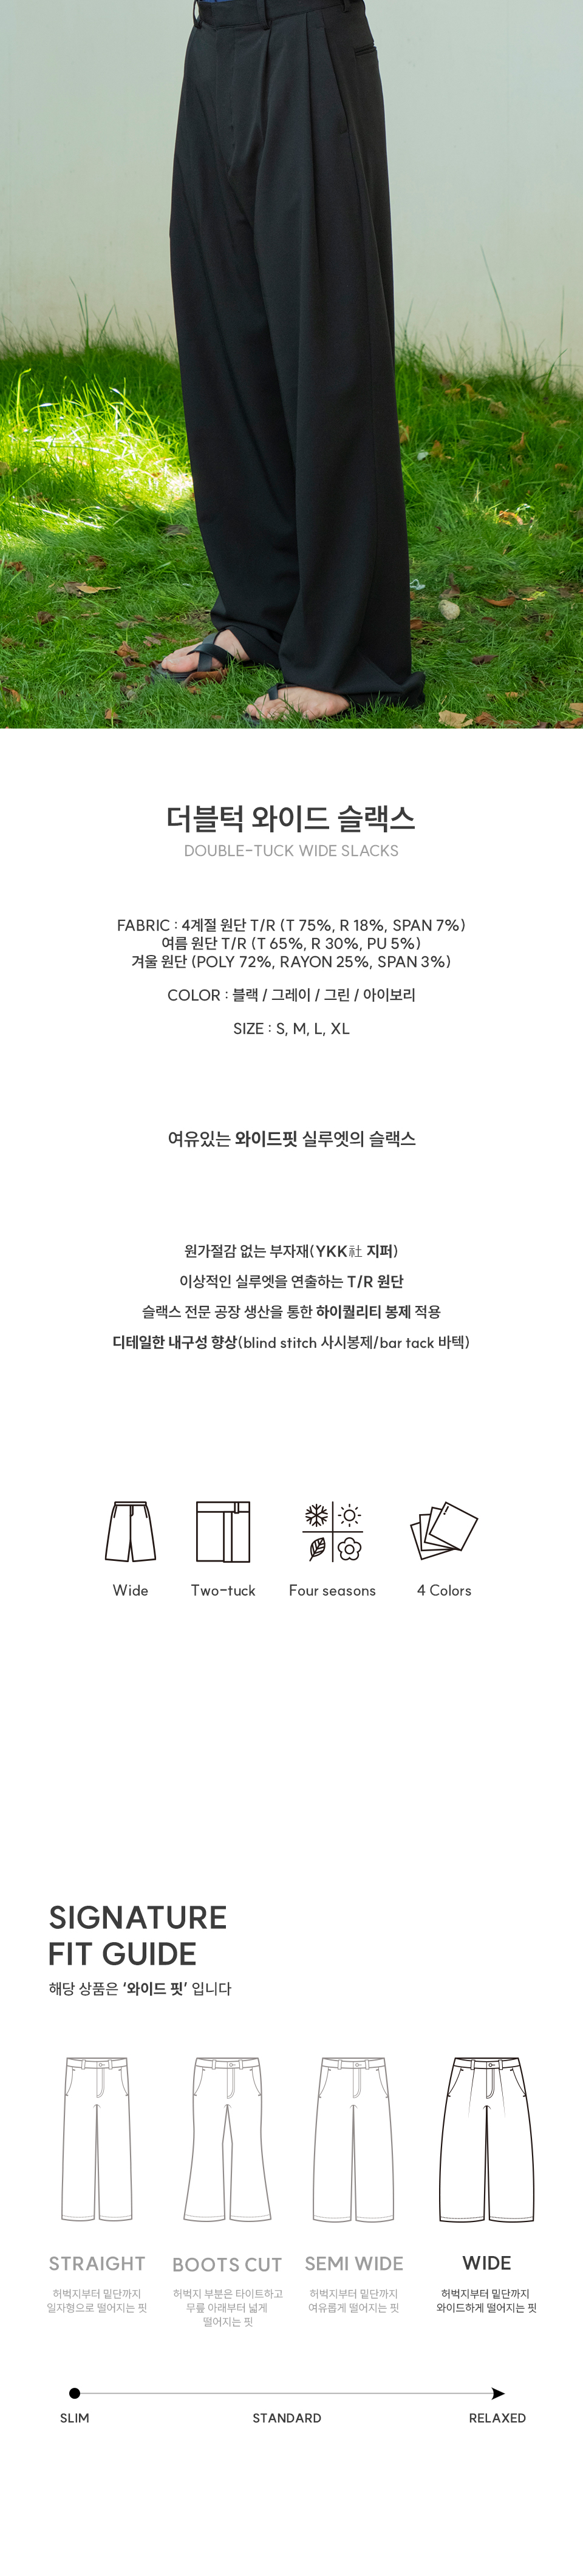 더블턱 와이드 슬랙스
DOUBLE-TUCK WIDE SLACKS
FABRIC : 4계절 원단 T/R (T 75%, R 18%, SPAN 7%)
여름 원단 T/R (T 65%, R 30%, PU 5%)
겨울 원단 (POLY 72%, RAYON 25%, SPAN 3%)
COLOR : 블랙 / 그레이 / 그린 / 아이보리
SIZE : S, M, L, XL
여유있는 와이드핏 실루엣의 슬랙스
원가절감 없는 부자재(YKK社 지퍼)
이상적인 실루엣을 연출하는 T/R 원단
슬랙스 전문 공장 생산을 통한 하이퀄리티 봉제 적용
디테일한 내구성 향상(blind stitch 사시봉제/bar tack 바텍)
Wide
Two-tuck
Four seasons
4 Colors
SIGNATURE
FIT GUIDE
해당 상품은 ‘와이드 핏’ 입니다
STRAIGHT
허벅지부터 밑단까지
일자형으로 떨어지는 핏
BOOTS CUT
허벅지 부분은 타이트하고
무릎 아래부터 넓게
떨어지는 핏
SEMI WIDE
허벅지부터 밑단까지
여유롭게 떨어지는 핏
WIDE
허벅지부터 밑단까지
와이드하게 떨어지는 핏
SLIM
STANDARD
RELAXED